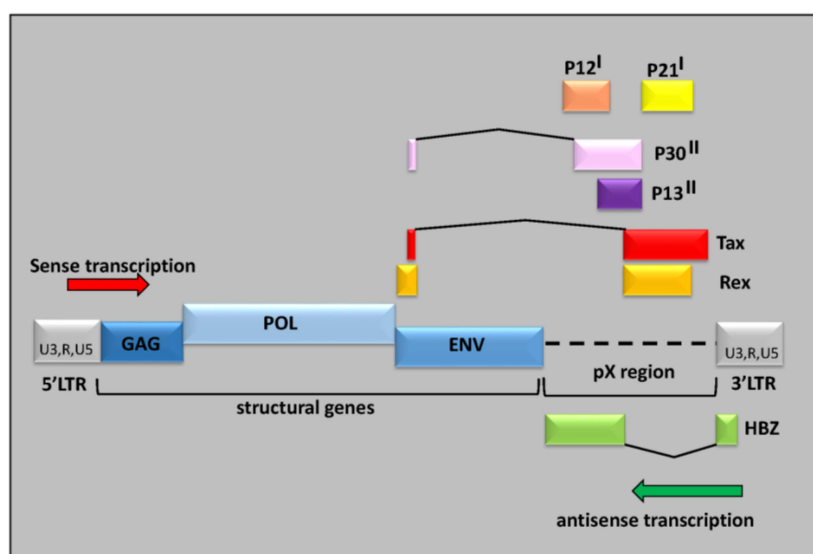 P12I P21I
P30II
P13II
Tax
Sense transcription
Rex
POL
U3,R,U5 GAG ENV U3,R,U5
5'LTR pX region 3'LTR
structural genes
HBZ
antisense transcription